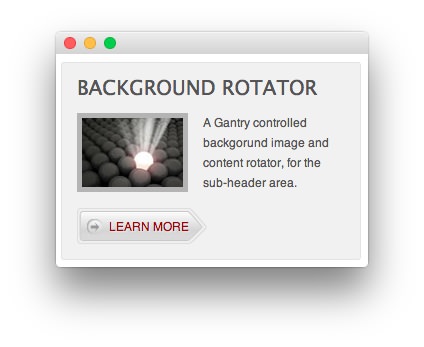 BACKGROUND ROTATOR
A Gantry controlled
backgorund image and
content rotator, for the
sub-header area.
LEARN MORE